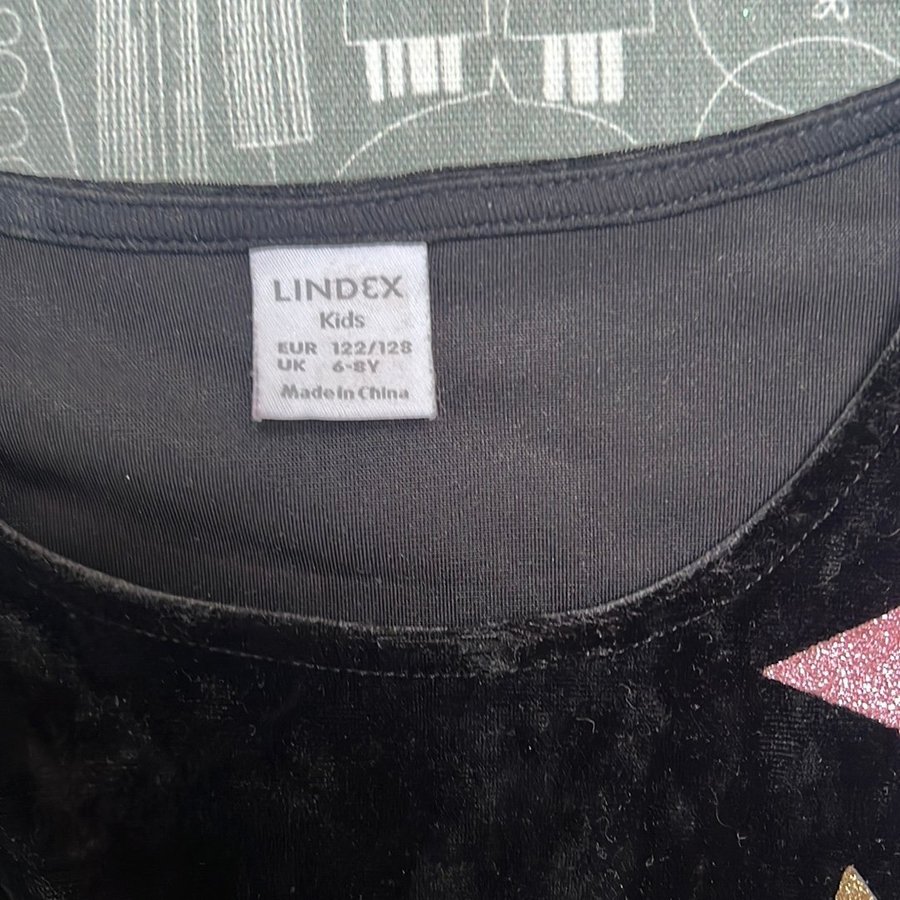 R
LINDEX
Kids
EUR 122/128
UK 6-8Y
Made in China